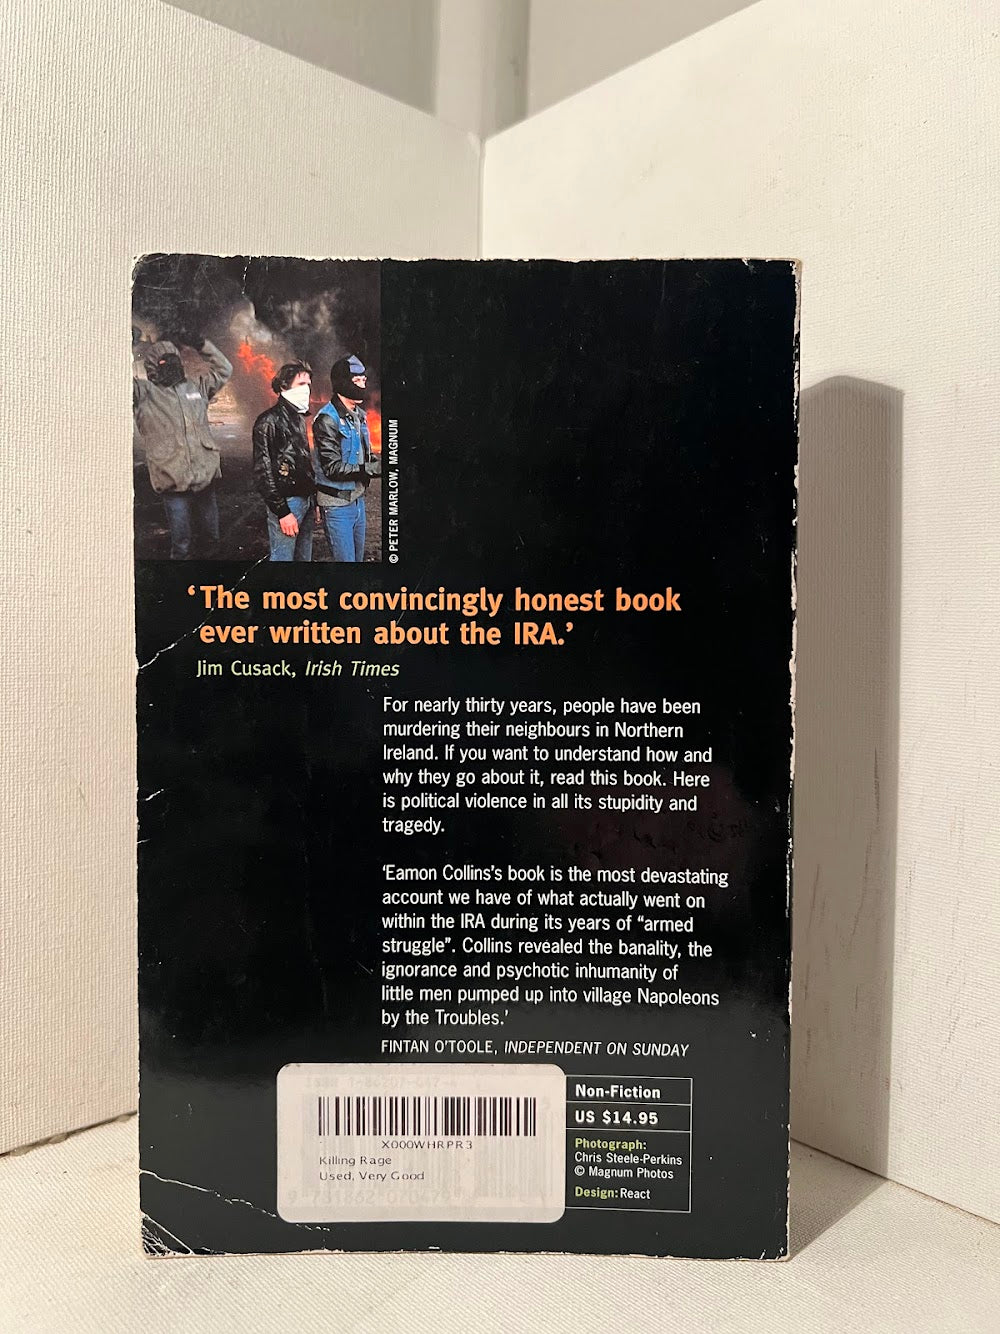 © PETER MARLOW, MAGNUM
‘The most convincingly honest book
ever written about the IRA.’
Jim Cusack, Irish Times
For nearly thirty years, people have been
murdering their neighbours in Northern
Ireland. If you want to understand how and
why they go about it, read this book. Here
is political violence in all its stupidity and
tragedy.
‘Eamon Collins’s book is the most devastating
account we have of what actually went on
within the IRA during its years of “armed
struggle”. Collins revealed the banality, the
ignorance and psychotic inhumanity of
little men pumped up into village Napoleons
by the Troubles.’
FINTAN O’TOOLE, INDEPENDENT ON SUNDAY
X000WHRPR3
Killing Rage
Used, Very Good
Non-Fiction
US $14.95
Photograph:
Chris Steele-Perkins
© Magnum Photos
Design: React